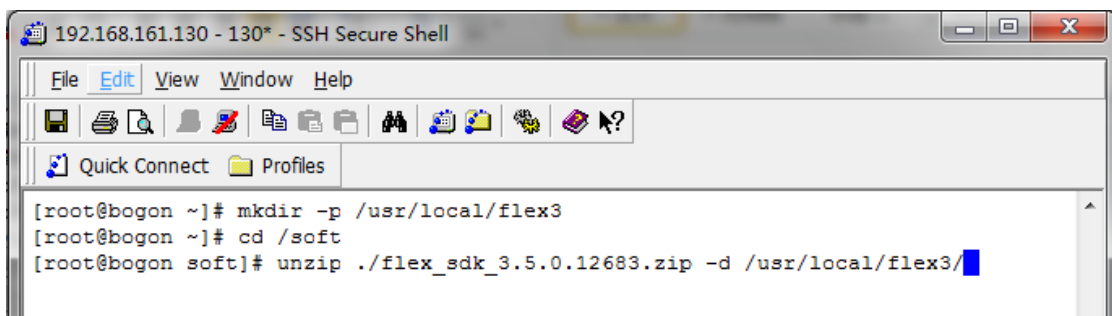 192.168.161.130 - 130* - SSH Secure Shell
File Edit View Window Help
Quick Connect Profiles
[root@bogon ~]# mkdir -p /usr/local/flex3
[root@bogon ~]# cd /soft
[root@bogon soft]# unzip ./flex_sdk_3.5.0.12683.zip -d /usr/local/flex3/